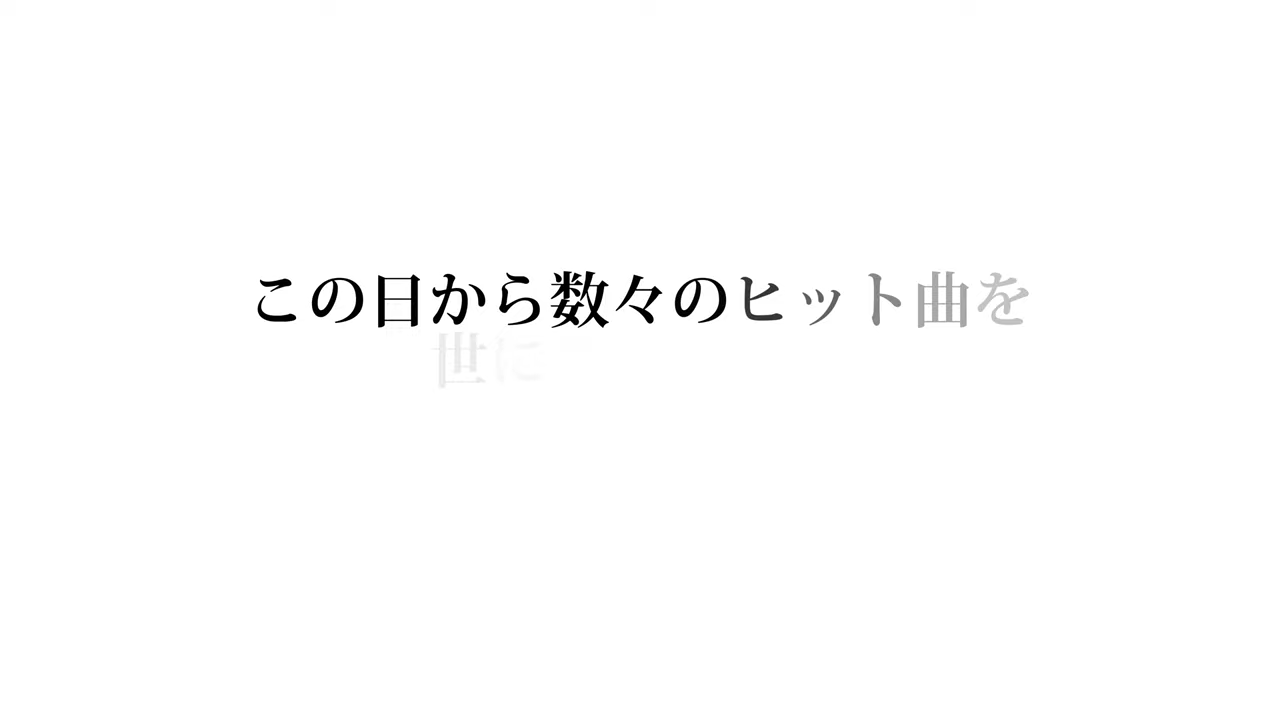 この日から数々のヒット曲を
世に